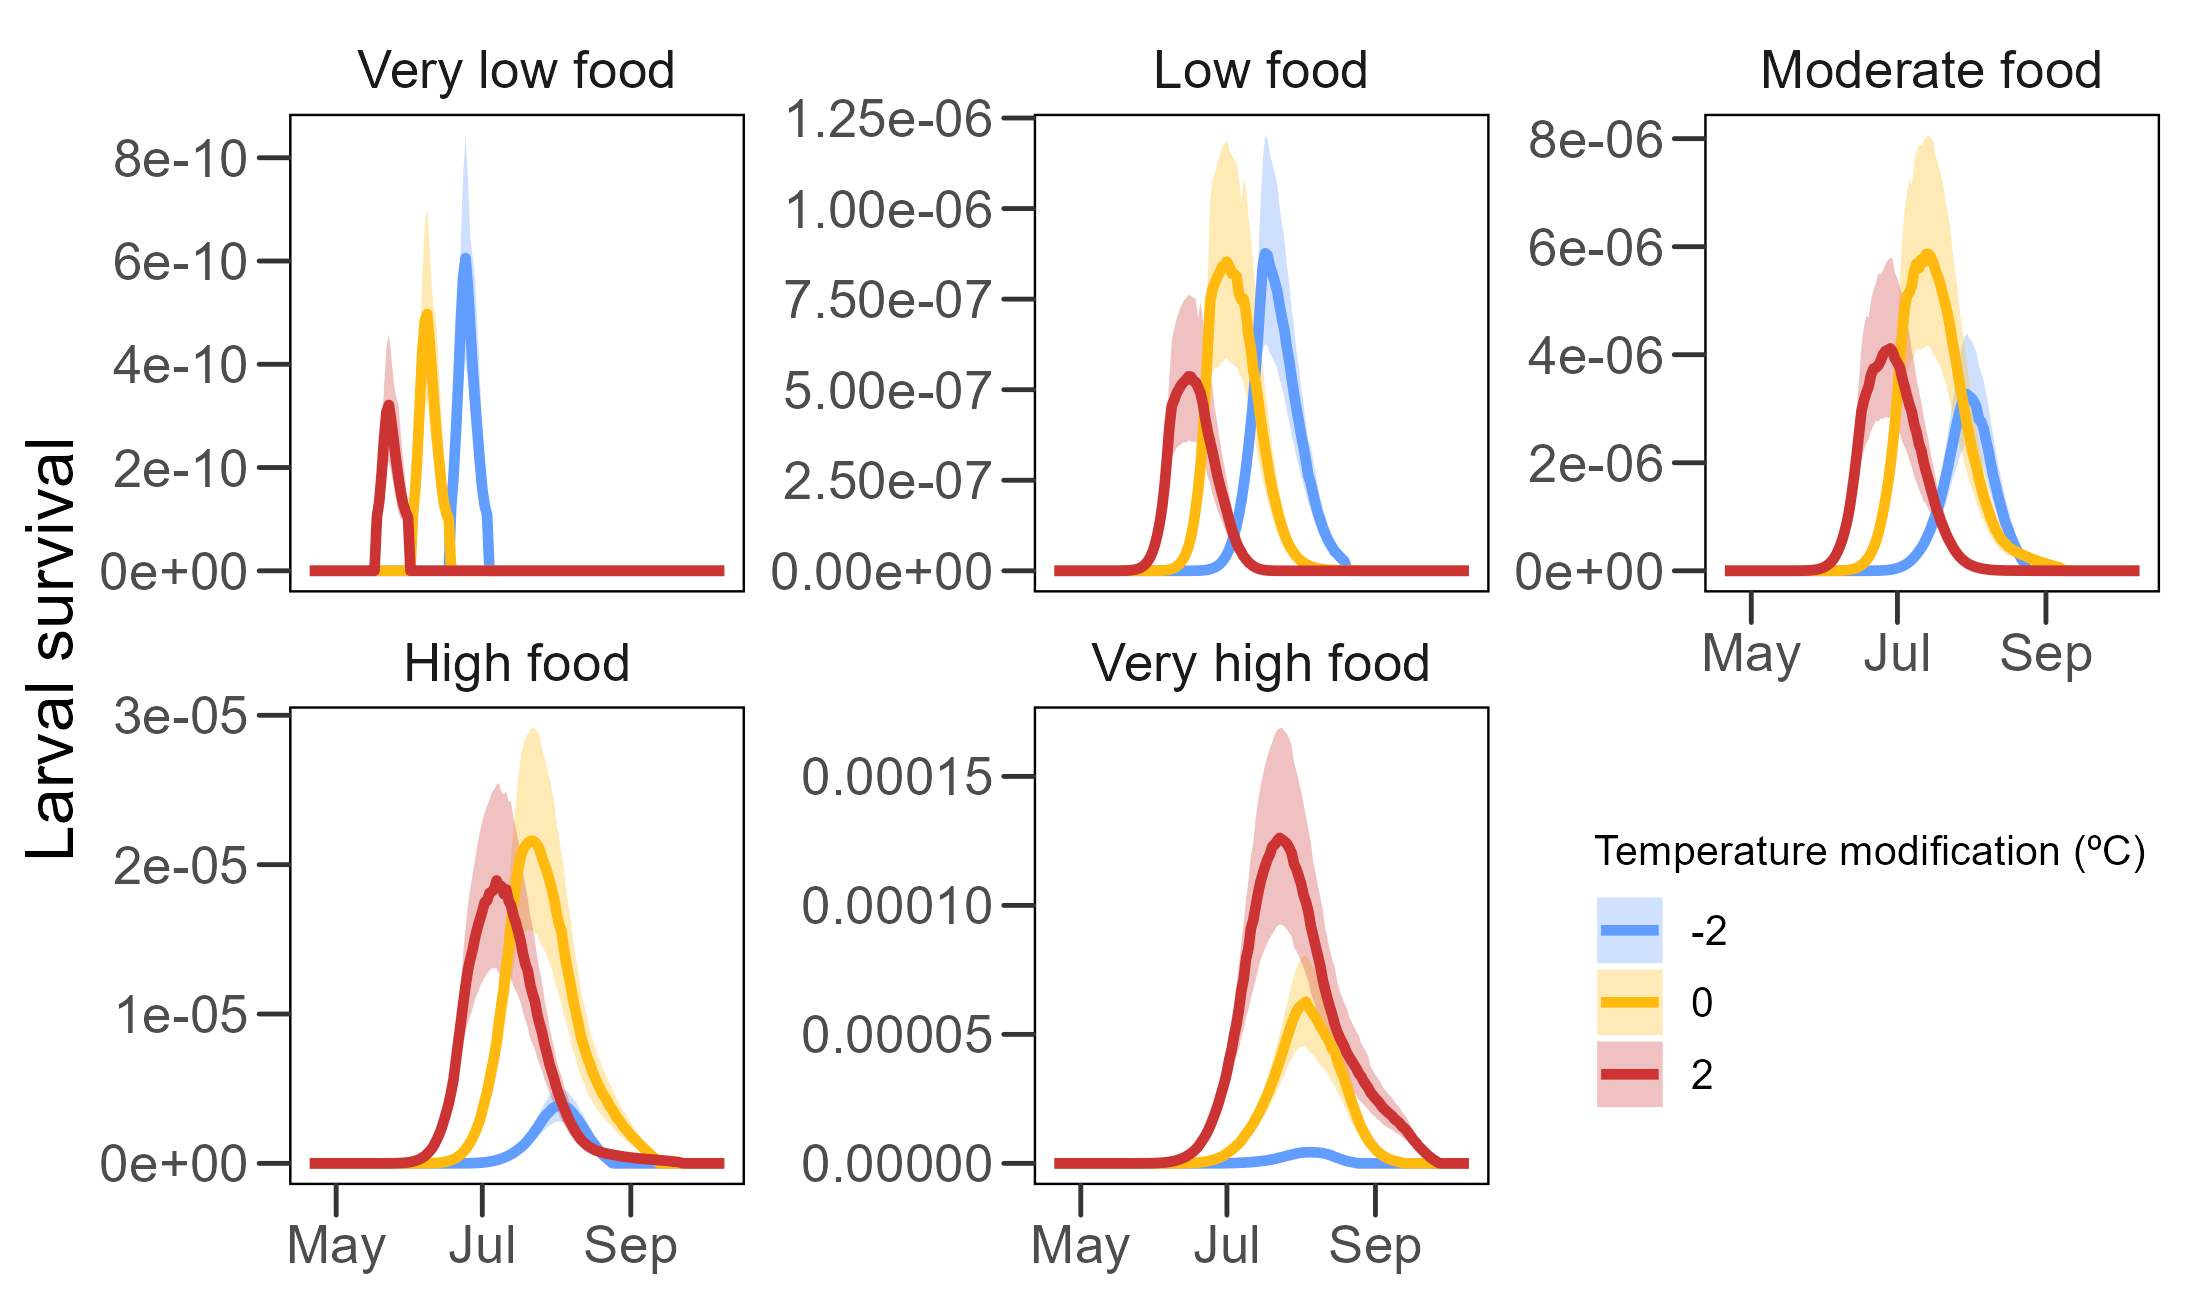 Very low food
Low food
Moderate food
8e-10
6e-10
4e-10
2e-10
0e+00
1.25e-06
1.00e-06
7.50e-07
5.00e-07
2.50e-07
0.00e+00
8e-06
6e-06
4e-06
2e-06
0e+00
May Jul Sep
Larval survival
High food
Very high food
3e-05
2e-05
1e-05
0e+00
May Jul Sep
0.00015
0.00010
0.00005
0.00000
May Jul Sep
Temperature modification (ºC)
-2
0
2